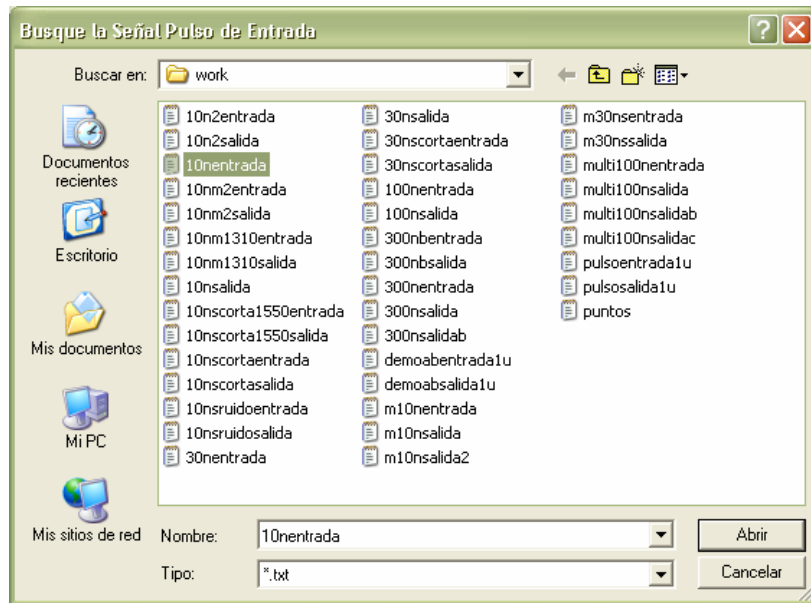 Busque la Señal Pulso de Entrada
Buscar en: work
Documentos recientes
Escritorio
Mis documentos
Mi PC
Mis sitios de red
10n2entrada
10n2salida
10nentrada
10nm2entrada
10nm2salida
10nm1310entrada
10nm1310salida
10nsalida
10nscorta1550entrada
10nscorta1550salida
10nscortaentrada
10nscortasalida
10nsruidoentrada
10nsruidosalida
30nentrada
30nsalida
30nscortaentrada
30nscortasalida
100nentrada
100nsalida
300nbentrada
300nbsalida
300nentrada
300nsalida
300nsalidab
demoabentrada1u
demoabsalida1u
m10nentrada
m10nsalida
m10nsalida2
m30nsentrada
m30nssalida
multi100nentrada
multi100nsalida
multi100nsalidab
multi100nsalidac
pulsoentrada1u
pulsosalida1u
puntos
Nombre: 10nentrada Abrir
Tipo: *.txt Cancelar